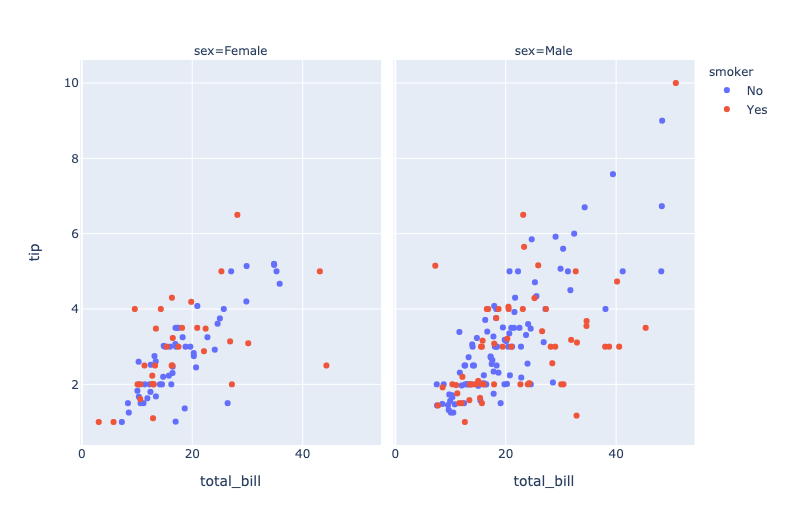 sex=Female
sex=Male
smoker
No
Yes
10
8
6
4
2
tip
0
20
40
0
20
40
total_bill
total_bill